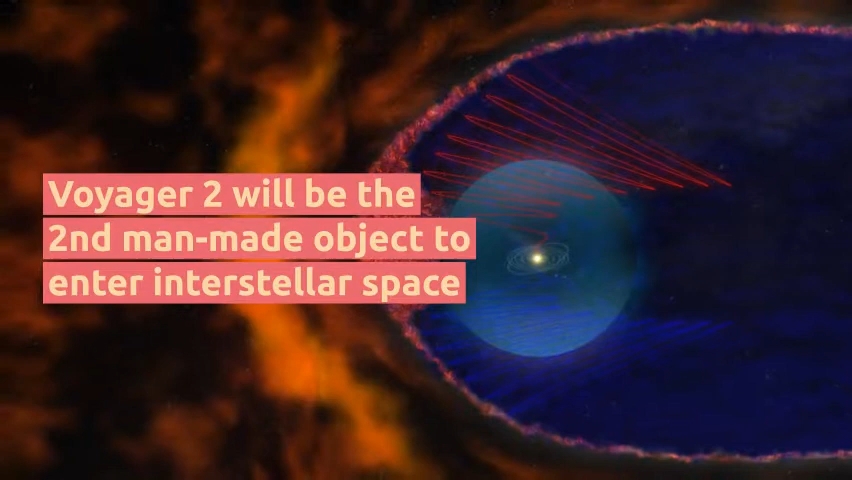 Voyager 2 will be the
2nd man-made object to
enter interstellar space